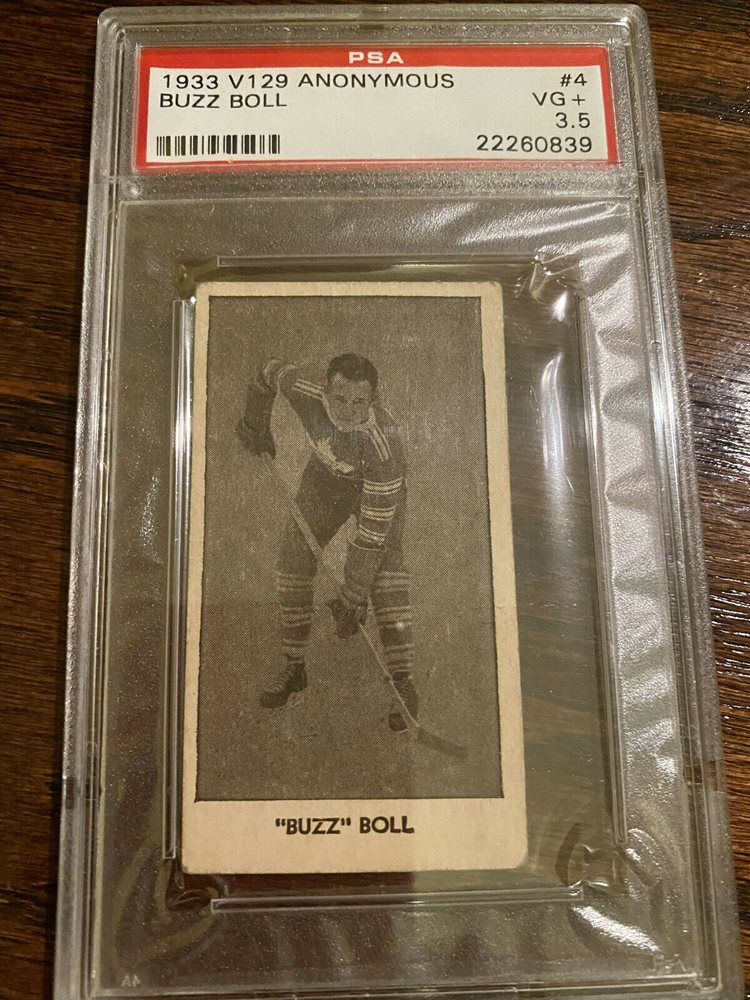 PSA
1933 V129 ANONYMOUS #4
BUZZ BOLL VG+
3.5
22260839
"BUZZ" BOLL